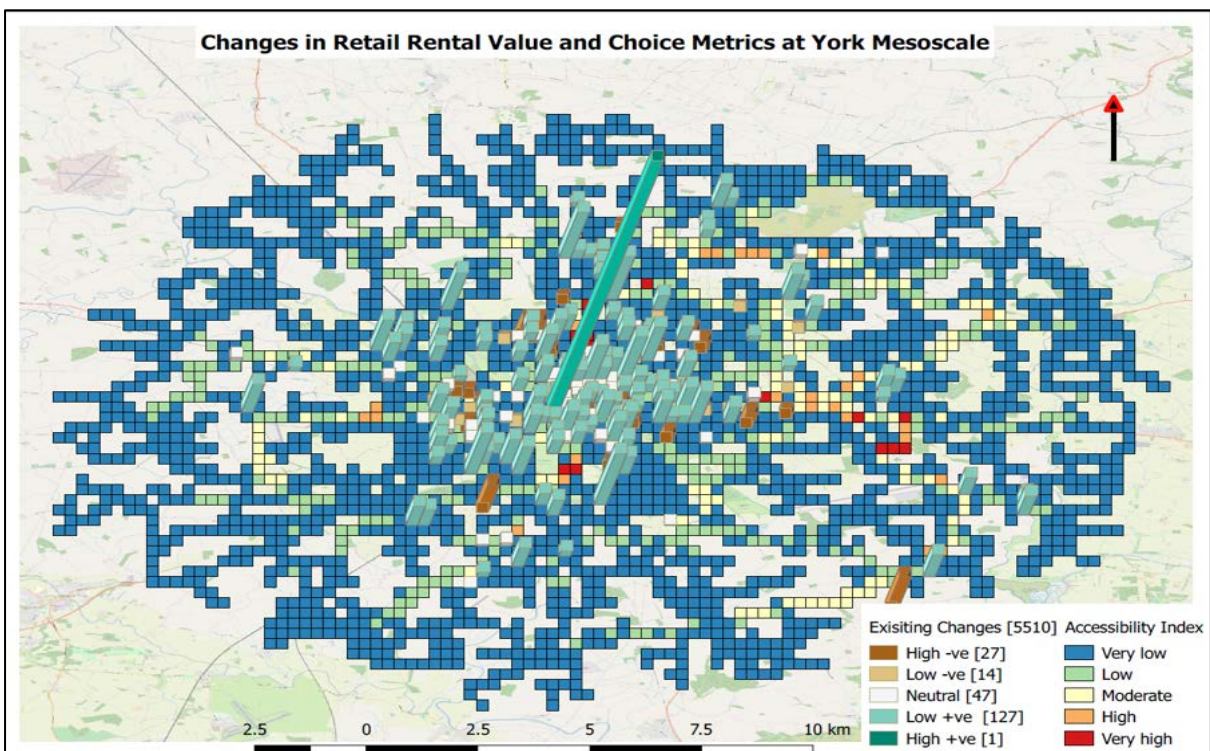 Changes in Retail Rental Value and Choice Metrics at York Mesoscale
Exisiting Changes [5510] Accessibility Index
High -ve [27] Very low
Low -ve [14] Low
Neutral [47] Moderate
Low +ve [127] High
High +ve [1] Very high
2.5 0 2.5 5 7.5 10 km